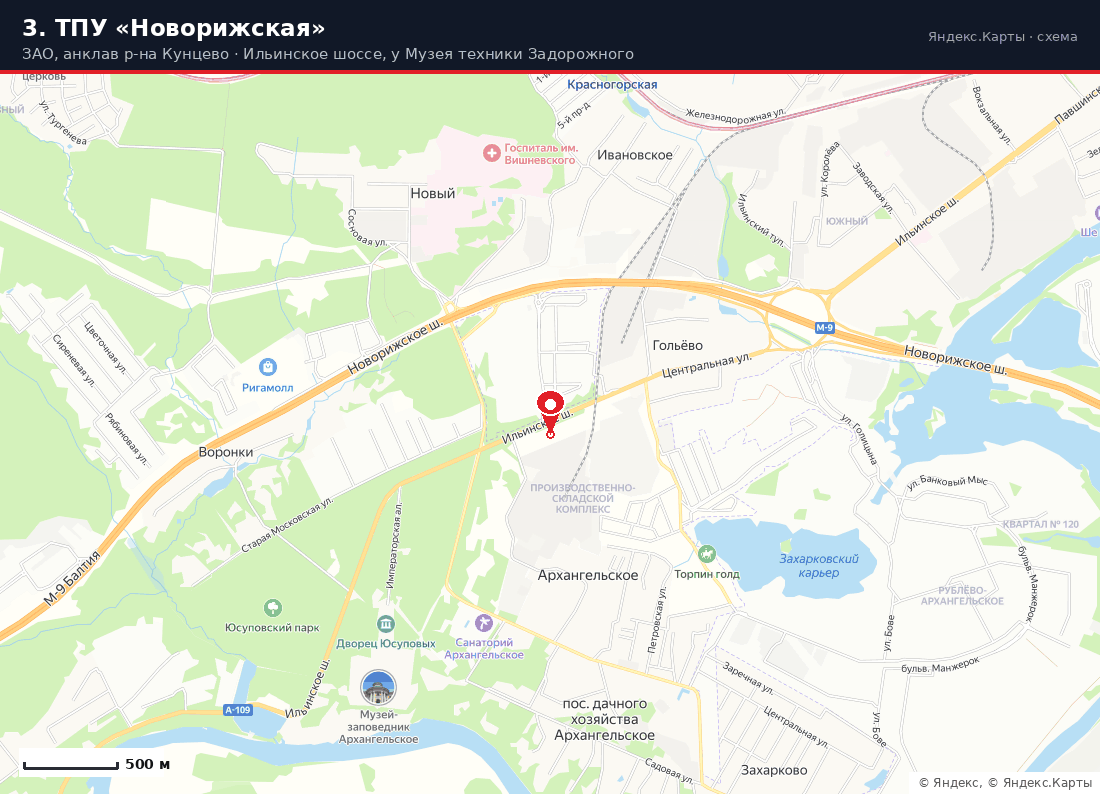 3. ТПУ «Новорижская»
ЗАО, анклав р-на Кунцево · Ильинское шоссе, у Музея техники Задорожного
Яндекс.Карты · схема
церковь
ул. Тургенева
Красногорская
5-й пр-д
Железнодорожная ул.
Вокзальная ул.
Госпиталь им.
Вишневского
Ивановское
Новый
Сосновая ул.
ул. Королёва
Заводская ул.
Ильинский туп.
ЮЖНЫЙ
Ильинское ш.
М-9
Новорижское ш.
Новорижское ш.
Гольёво
Центральная ул.
Цветочная ул.
Сиреневая ул.
Рябиновая ул.
Ригамолл
Воронки
Ильинское ш.
ул. Голицына
ул. Банковый Мыс
ПРОИЗВОДСТВЕННО-
СКЛАДСКОЙ
КОМПЛЕКС
КВАРТАЛ № 120
Старая Московская ул.
Императорская ал.
М-9 Балтия
Архангельское
Торпин голд
Захарковский
карьер
бульв. Манжерок
РУБЛЁВО-
АРХАНГЕЛЬСКОЕ
Юсуповский парк
Дворец Юсуповых
Санаторий
Архангельское
Петровская ул.
ул. Бове
бульв. Манжерок
Заречная ул.
Ильинское ш.
А-109
Музей-
заповедник
Архангельское
пос. дачного
хозяйства
Архангельское
Центральная ул.
ул. Бове
Садовая ул.
Захарково
500 м
© Яндекс, © Яндекс.Карты